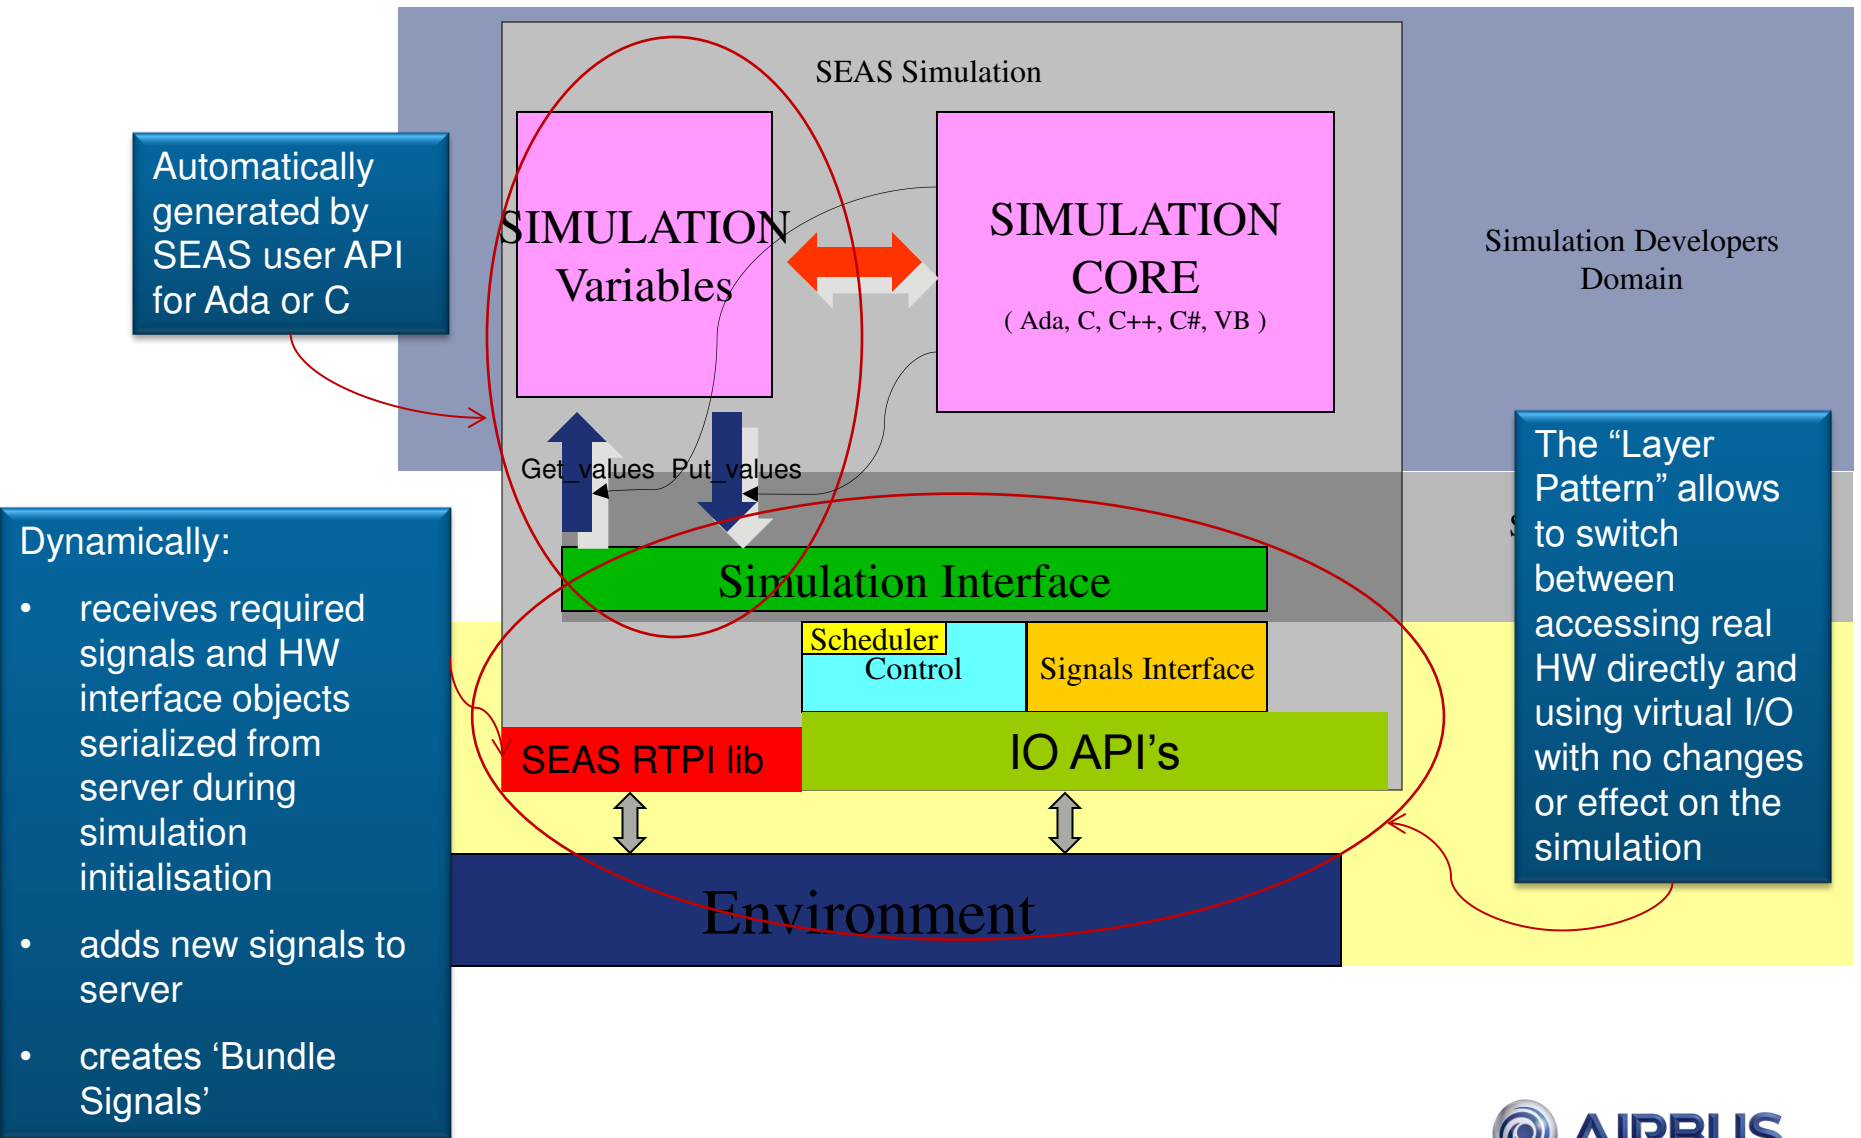 SEAS Simulation
Automatically
generated by
SEAS user API
for Ada or C
SIMULATION
Variables
SIMULATION
CORE
( Ada, C, C++, C#, VB )
Simulation Developers
Domain
Get_values
Put_values
The “Layer
Pattern” allows
to switch
between
accessing real
HW directly and
using virtual I/O
with no changes
or effect on the
simulation
Dynamically:
• receives required
signals and HW
interface objects
serialized from
server during
simulation
initialisation
• adds new signals to
server
• creates ‘Bundle
Signals’
Simulation Interface
Scheduler
Control
Signals Interface
SEAS RTPI lib
IO API's
Environment
AIRBUS